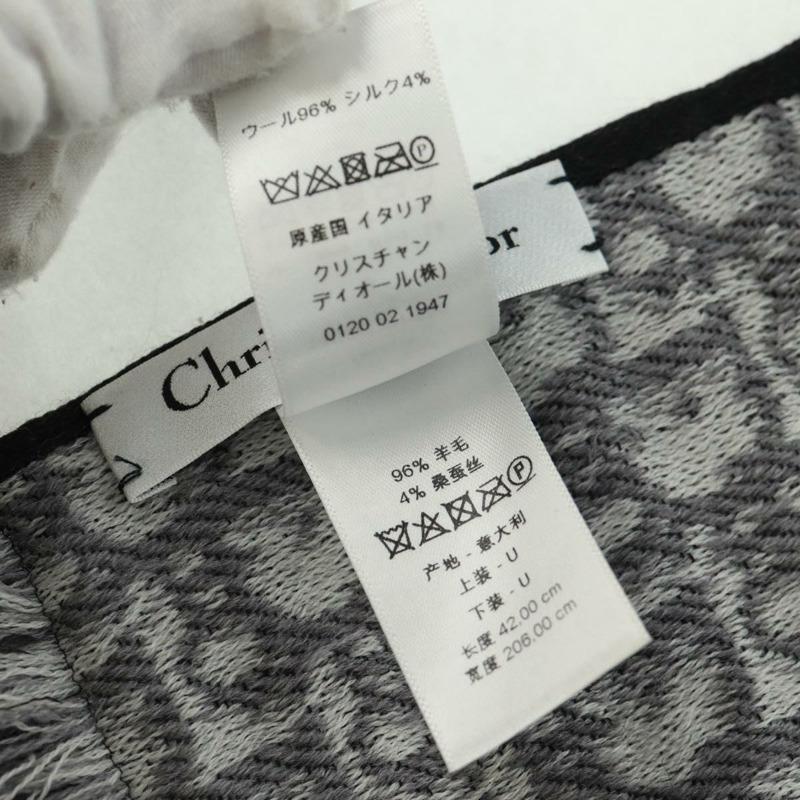 ウール96% シルク4%
P
原産国 イタリア
クリスチャン
ディオール(株)
0120 02 1947
Chri
or
96% 羊毛
4% 桑蚕丝
P
产地 - 意大利
上装 - U
下装 - U
长度 42,00 cm
宽度 206,00 cm